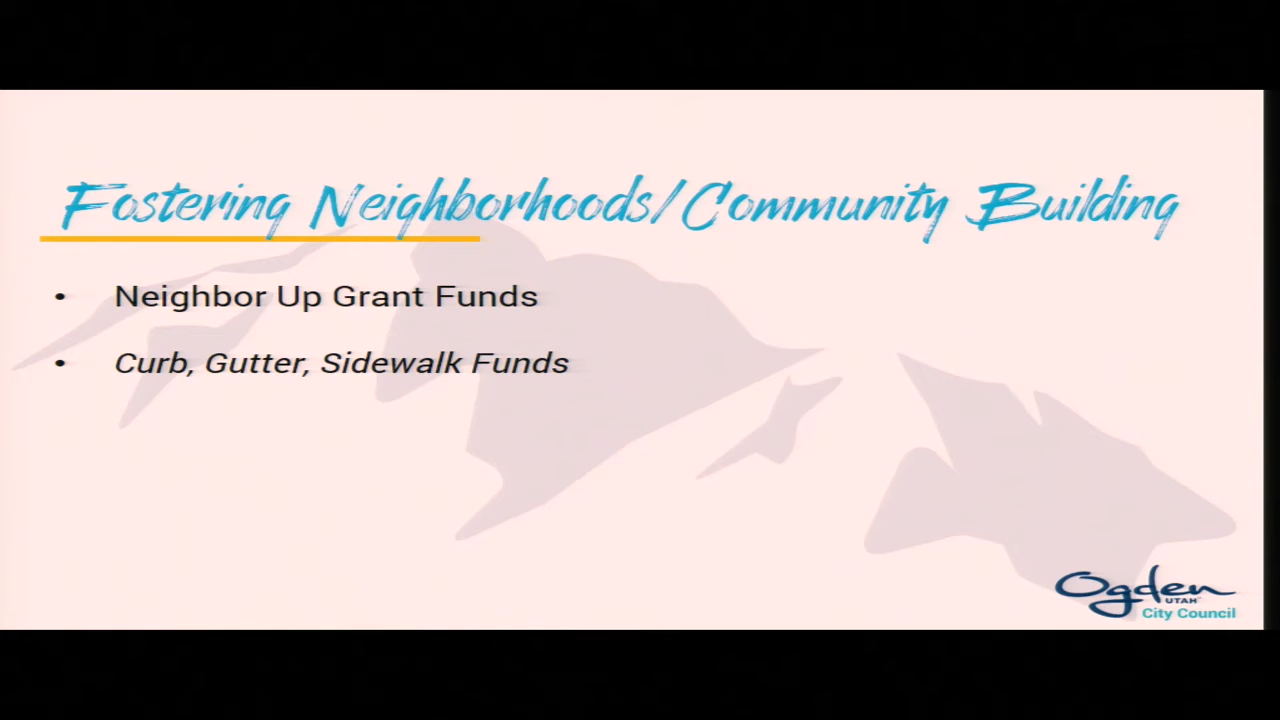 Fostering Neighborhoods/Community Building
• Neighbor Up Grant Funds
• Curb, Gutter, Sidewalk Funds
Ogden
UTAH
City Council